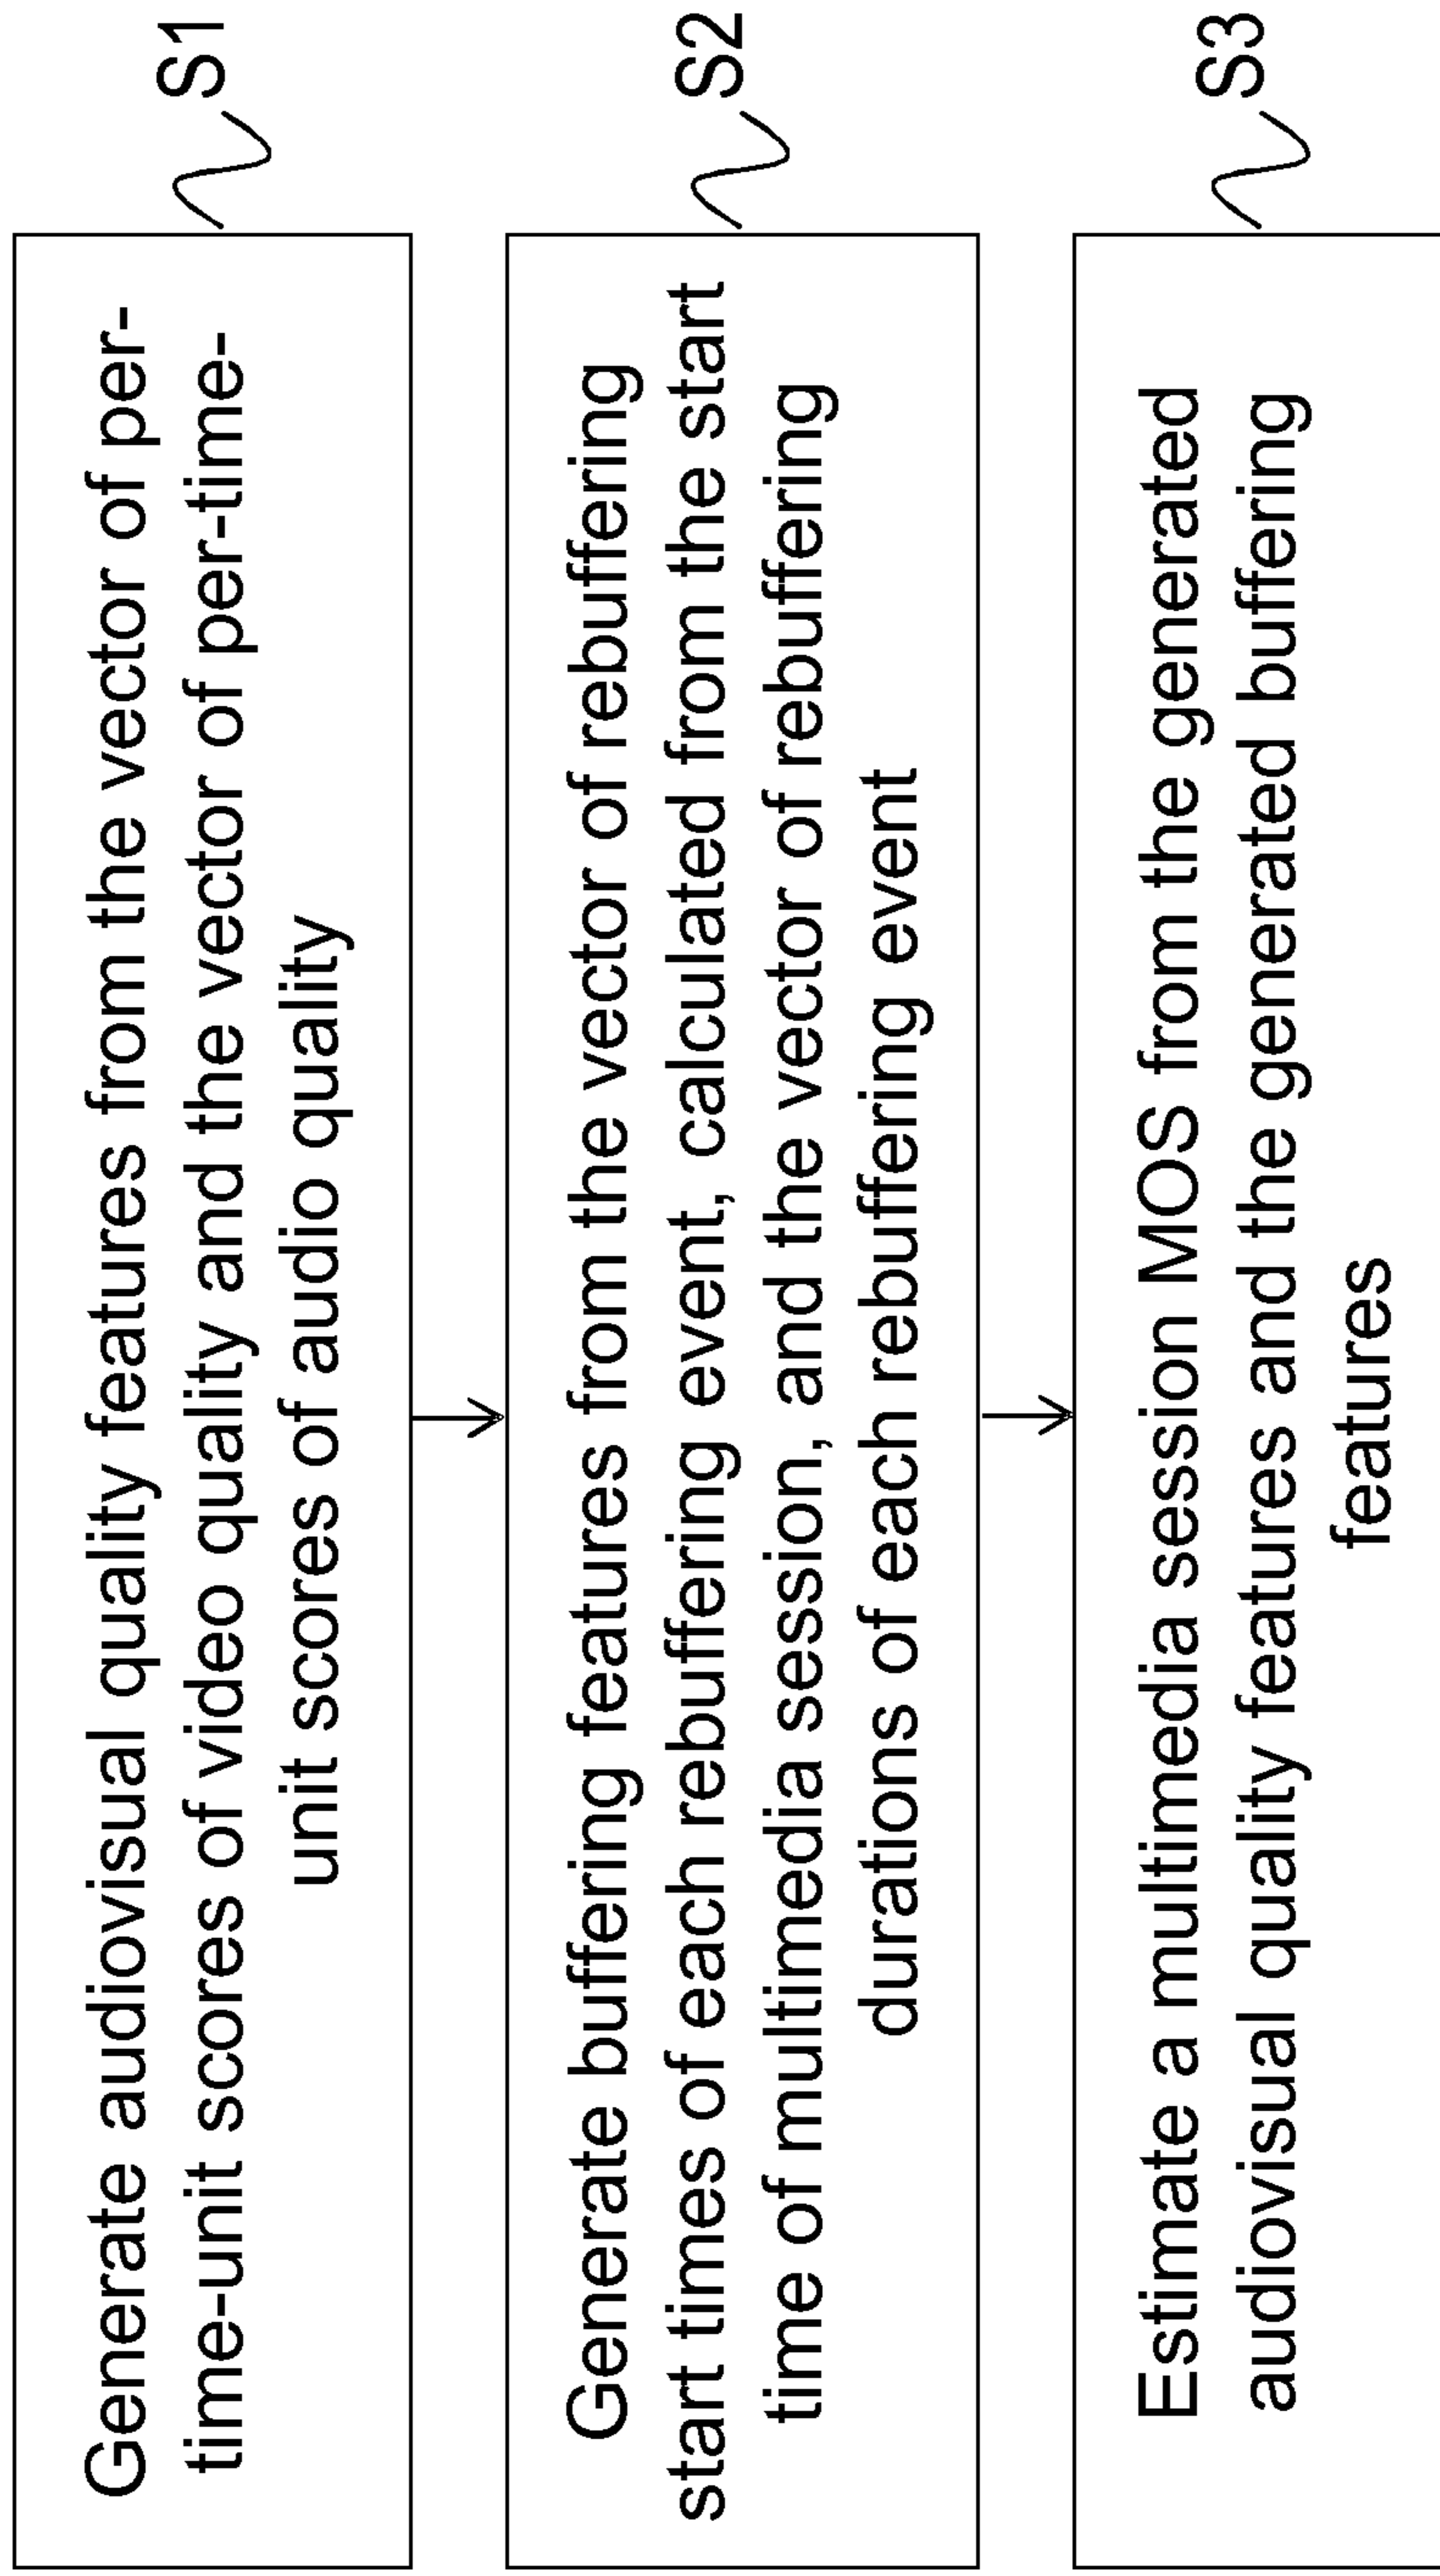 Generate audiovisual quality features from the vector of per-
time-unit scores of video quality and the vector of per-time-
unit scores of audio quality
S1
Generate buffering features from the vector of rebuffering
start times of each rebuffering event, calculated from the start
time of multimedia session, and the vector of rebuffering
durations of each rebuffering event
S2
Estimate a multimedia session MOS from the generated
audiovisual quality features and the generated buffering
features
S3